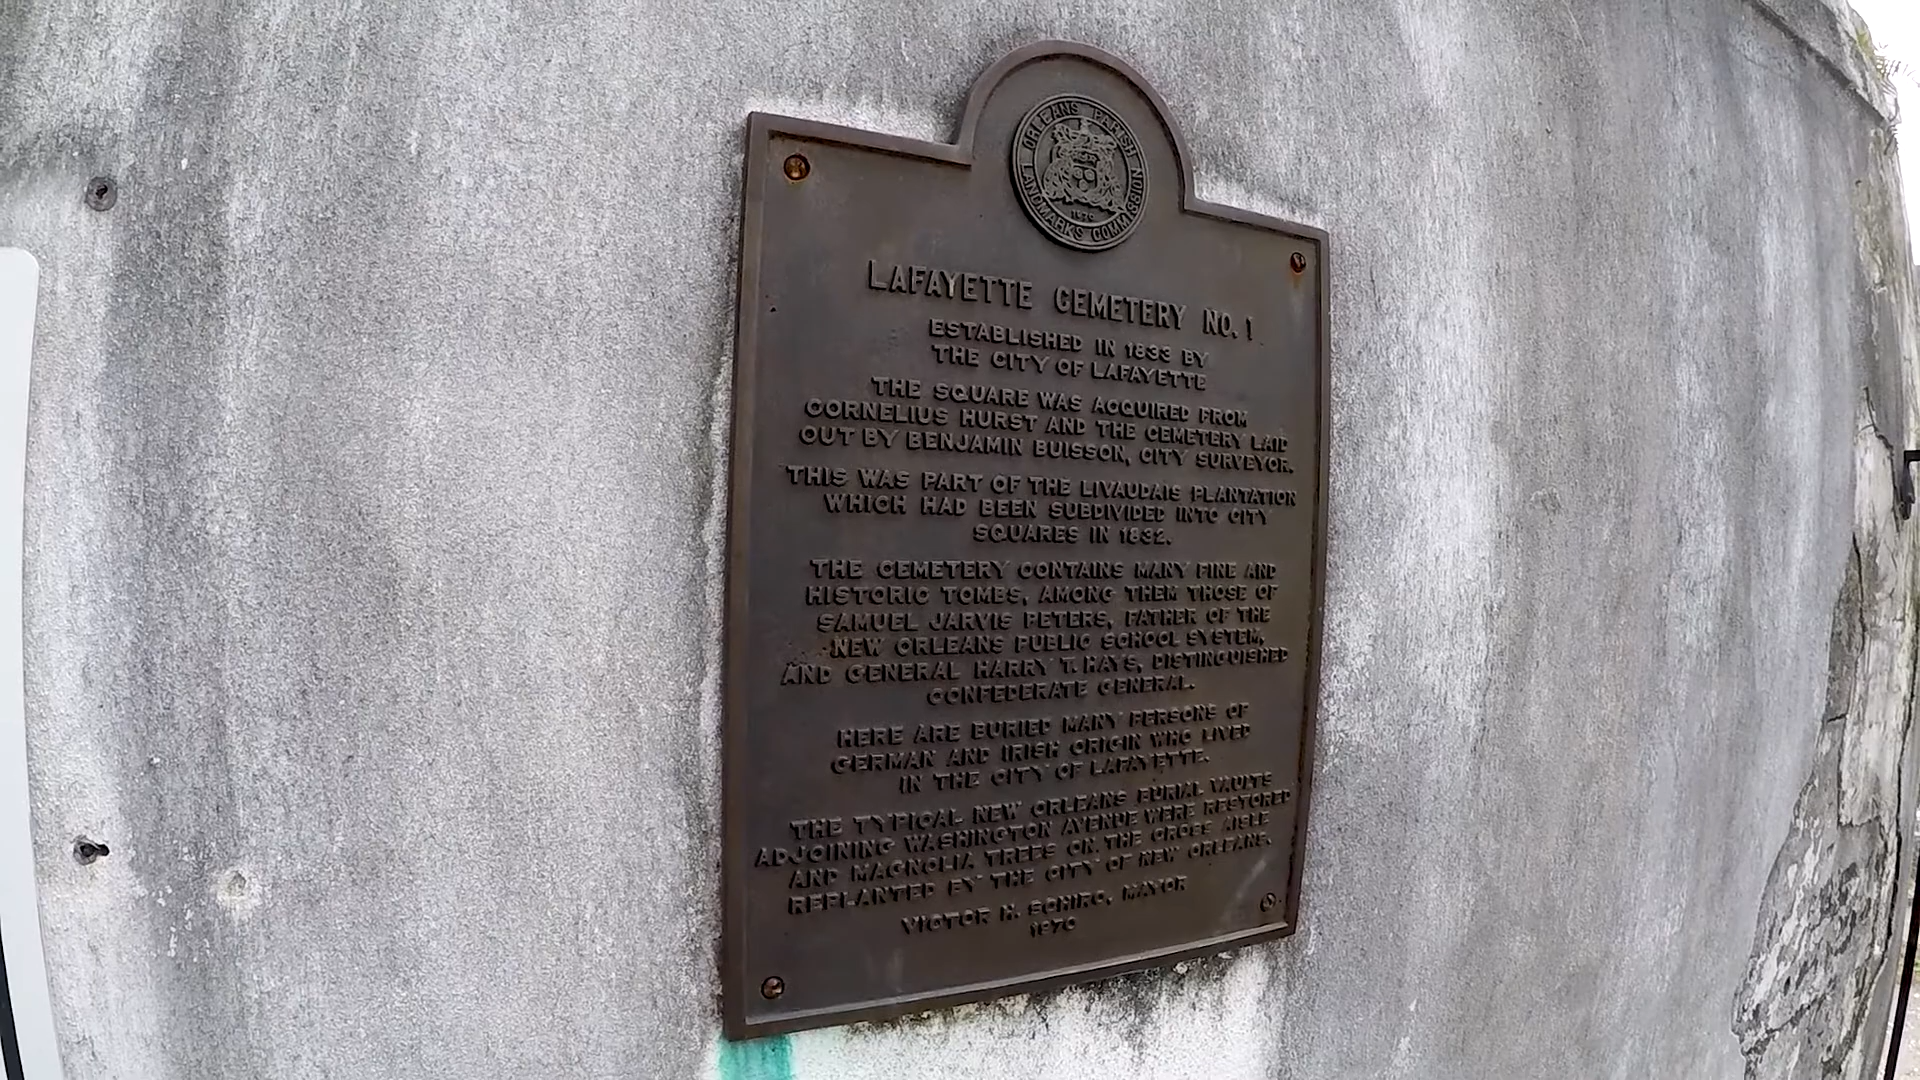 ORLEANS PARISH
LANDMARKS COMMISSION
1970
LAFAYETTE CEMETERY NO. 1
ESTABLISHED IN 1833 BY
THE CITY OF LAFAYETTE
THE SQUARE WAS ACQUIRED FROM
CORNELIUS HURST AND THE CEMETERY LAID
OUT BY BENJAMIN BUISSON, CITY SURVEYOR.
THIS WAS PART OF THE LIVAUDAIS PLANTATION
WHICH HAD BEEN SUBDIVIDED INTO CITY
SQUARES IN 1832.
THE CEMETERY CONTAINS MANY FINE AND
HISTORIC TOMBS, AMONG THEM THOSE OF
SAMUEL JARVIS PETERS, FATHER OF THE
NEW ORLEANS PUBLIC SCHOOL SYSTEM,
AND GENERAL HARRY T. HAYS, DISTINGUISHED
CONFEDERATE GENERAL.
HERE ARE BURIED MANY PERSONS OF
GERMAN AND IRISH ORIGIN WHO LIVED
IN THE CITY OF LAFAYETTE.
THE TYPICAL NEW ORLEANS BURIAL VAULTS
ADJOINING WASHINGTON AVENUE WERE RESTORED
AND MAGNOLIA TREES ON THE CROSS AISLE
REPLANTED BY THE CITY OF NEW ORLEANS.
VICTOR H. SCHIRO, MAYOR
1970